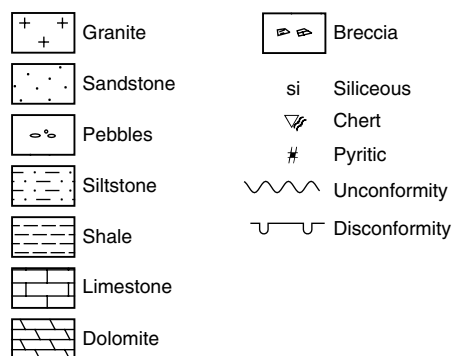 Granite
Sandstone
Pebbles
Siltstone
Shale
Limestone
Dolomite
Breccia
si Siliceous
Chert
Pyritic
Unconformity
Disconformity